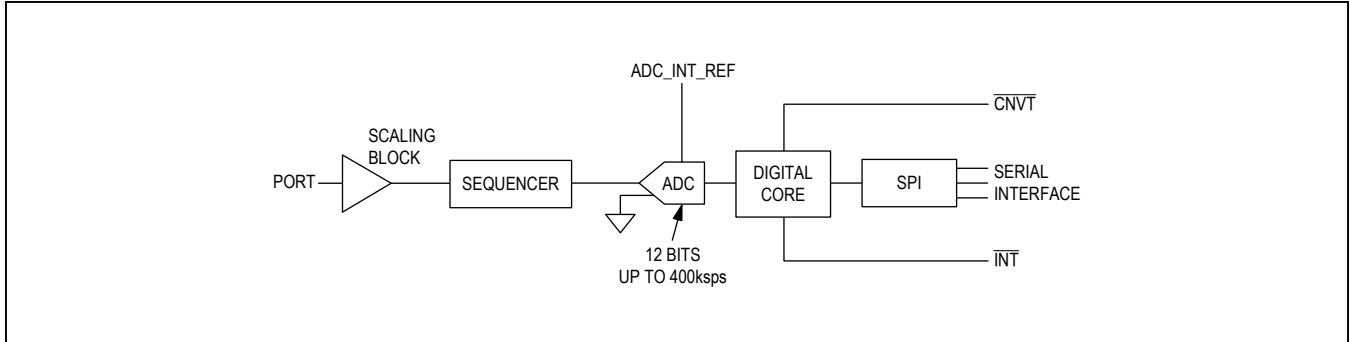 ADC_INT_REF
CNVT
SCALING
BLOCK
PORT
SEQUENCER
ADC
DIGITAL
CORE
SPI
SERIAL
INTERFACE
12 BITS
UP TO 400ksps
INT